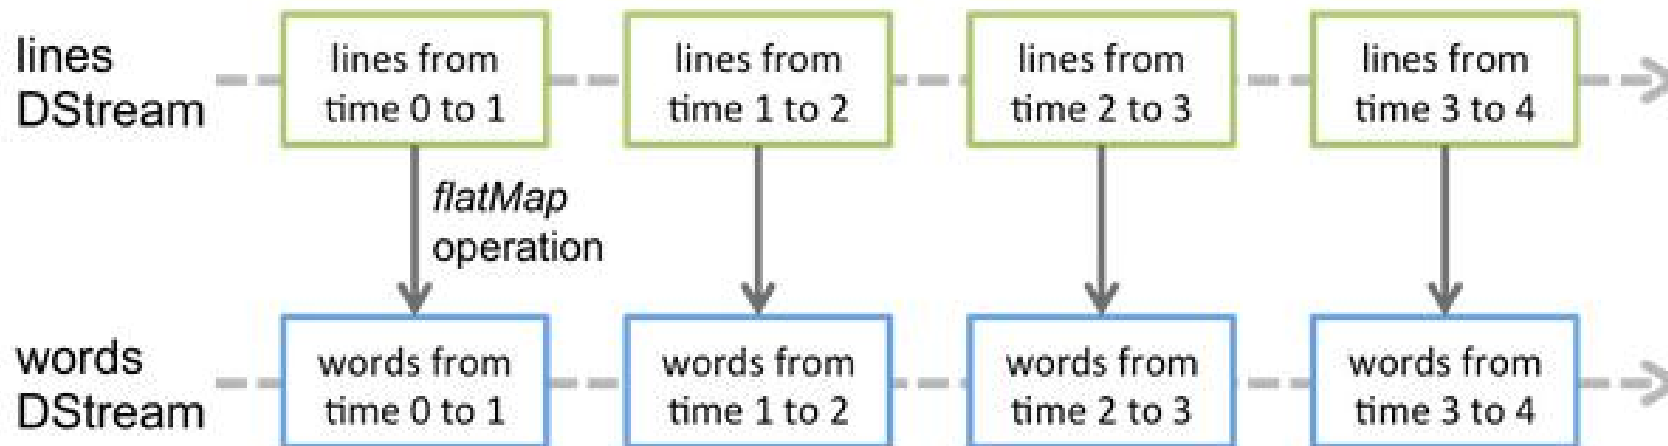 lines
DStream
lines from
time 0 to 1
lines from
time 1 to 2
lines from
time 2 to 3
lines from
time 3 to 4
flatMap
operation
words
DStream
words from
time 0 to 1
words from
time 1 to 2
words from
time 2 to 3
words from
time 3 to 4